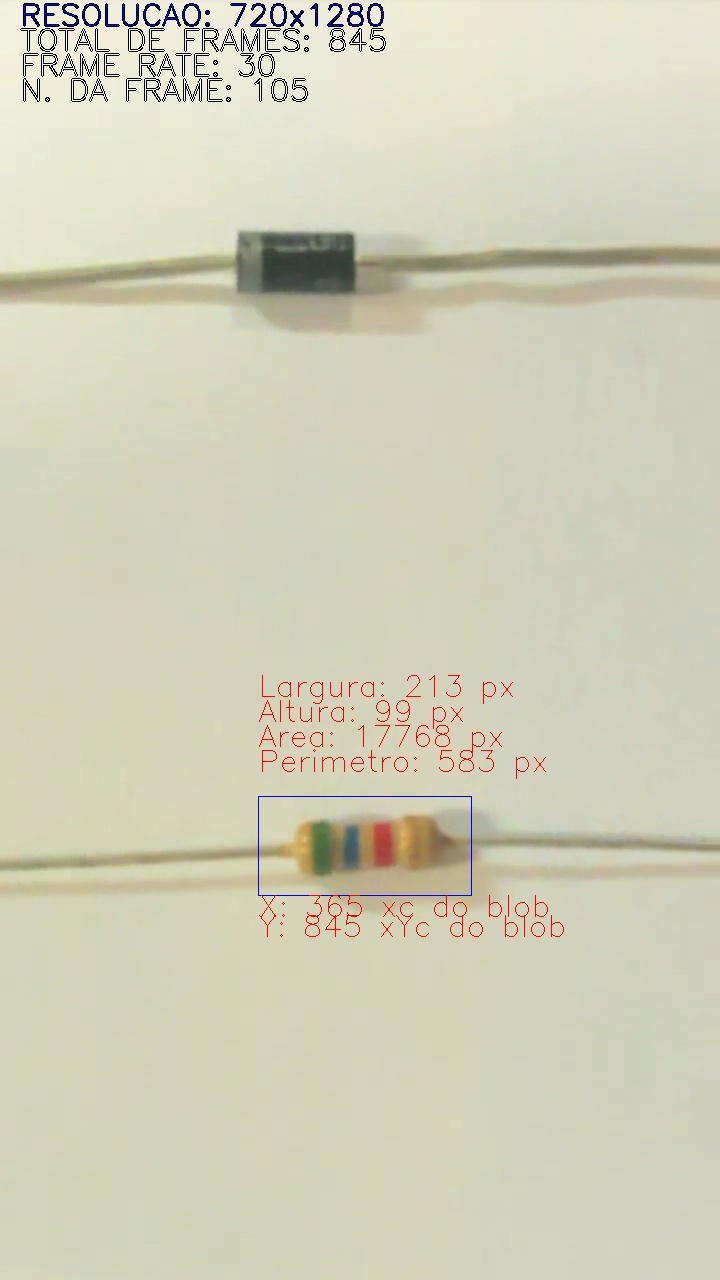 RESOLUCAO: 720x1280
TOTAL DE FRAMES: 845
FRAME RATE: 30
N. DA FRAME: 105
Largura: 213 px
Altura: 99 px
Area: 17768 px
Perimetro: 583 px
X: 365 xc do blob
Y: 845 xYc do blob